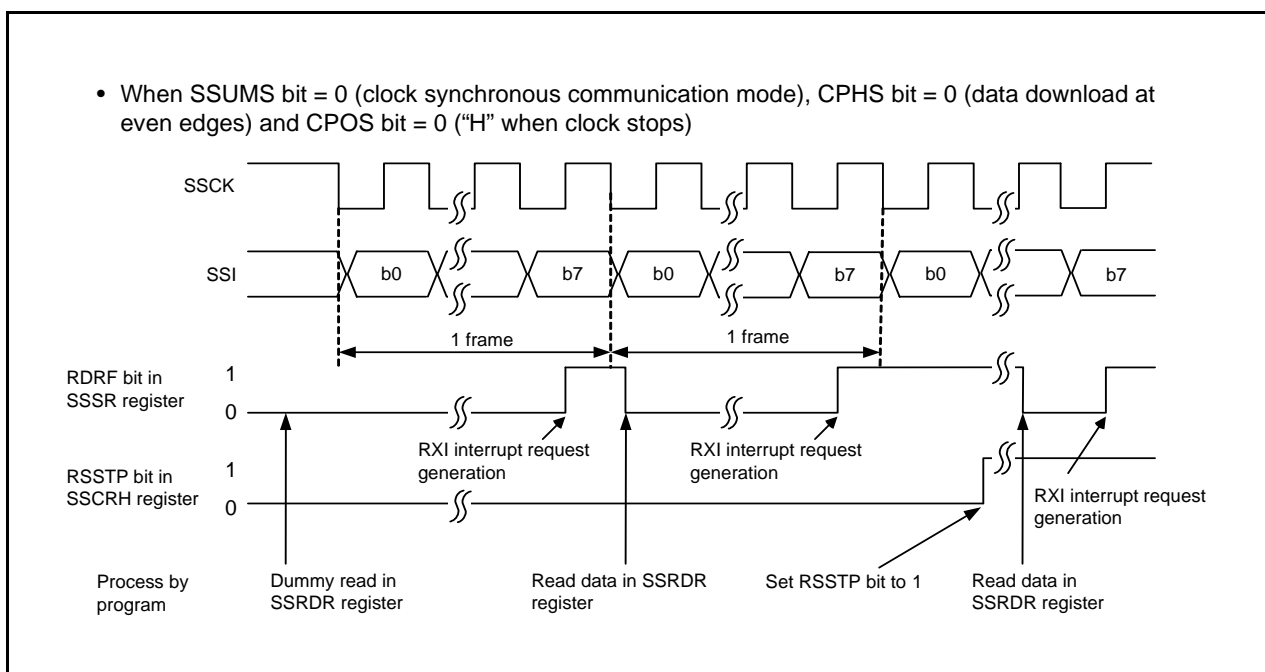 • When SSUMS bit = 0 (clock synchronous communication mode), CPHS bit = 0 (data download at
even edges) and CPOS bit = 0 (“H” when clock stops)
SSCK
SSI
b0
b7
b0
b7
b0
b7
1 frame
1 frame
RDRF bit in
SSSR register
1
0
RXI interrupt request
generation
RXI interrupt request
generation
RSSTP bit in
SSCRH register
1
0
RXI interrupt request
generation
Process by
program
Dummy read in
SSRDR register
Read data in SSRDR
register
Set RSSTP bit to 1
Read data in
SSRDR register